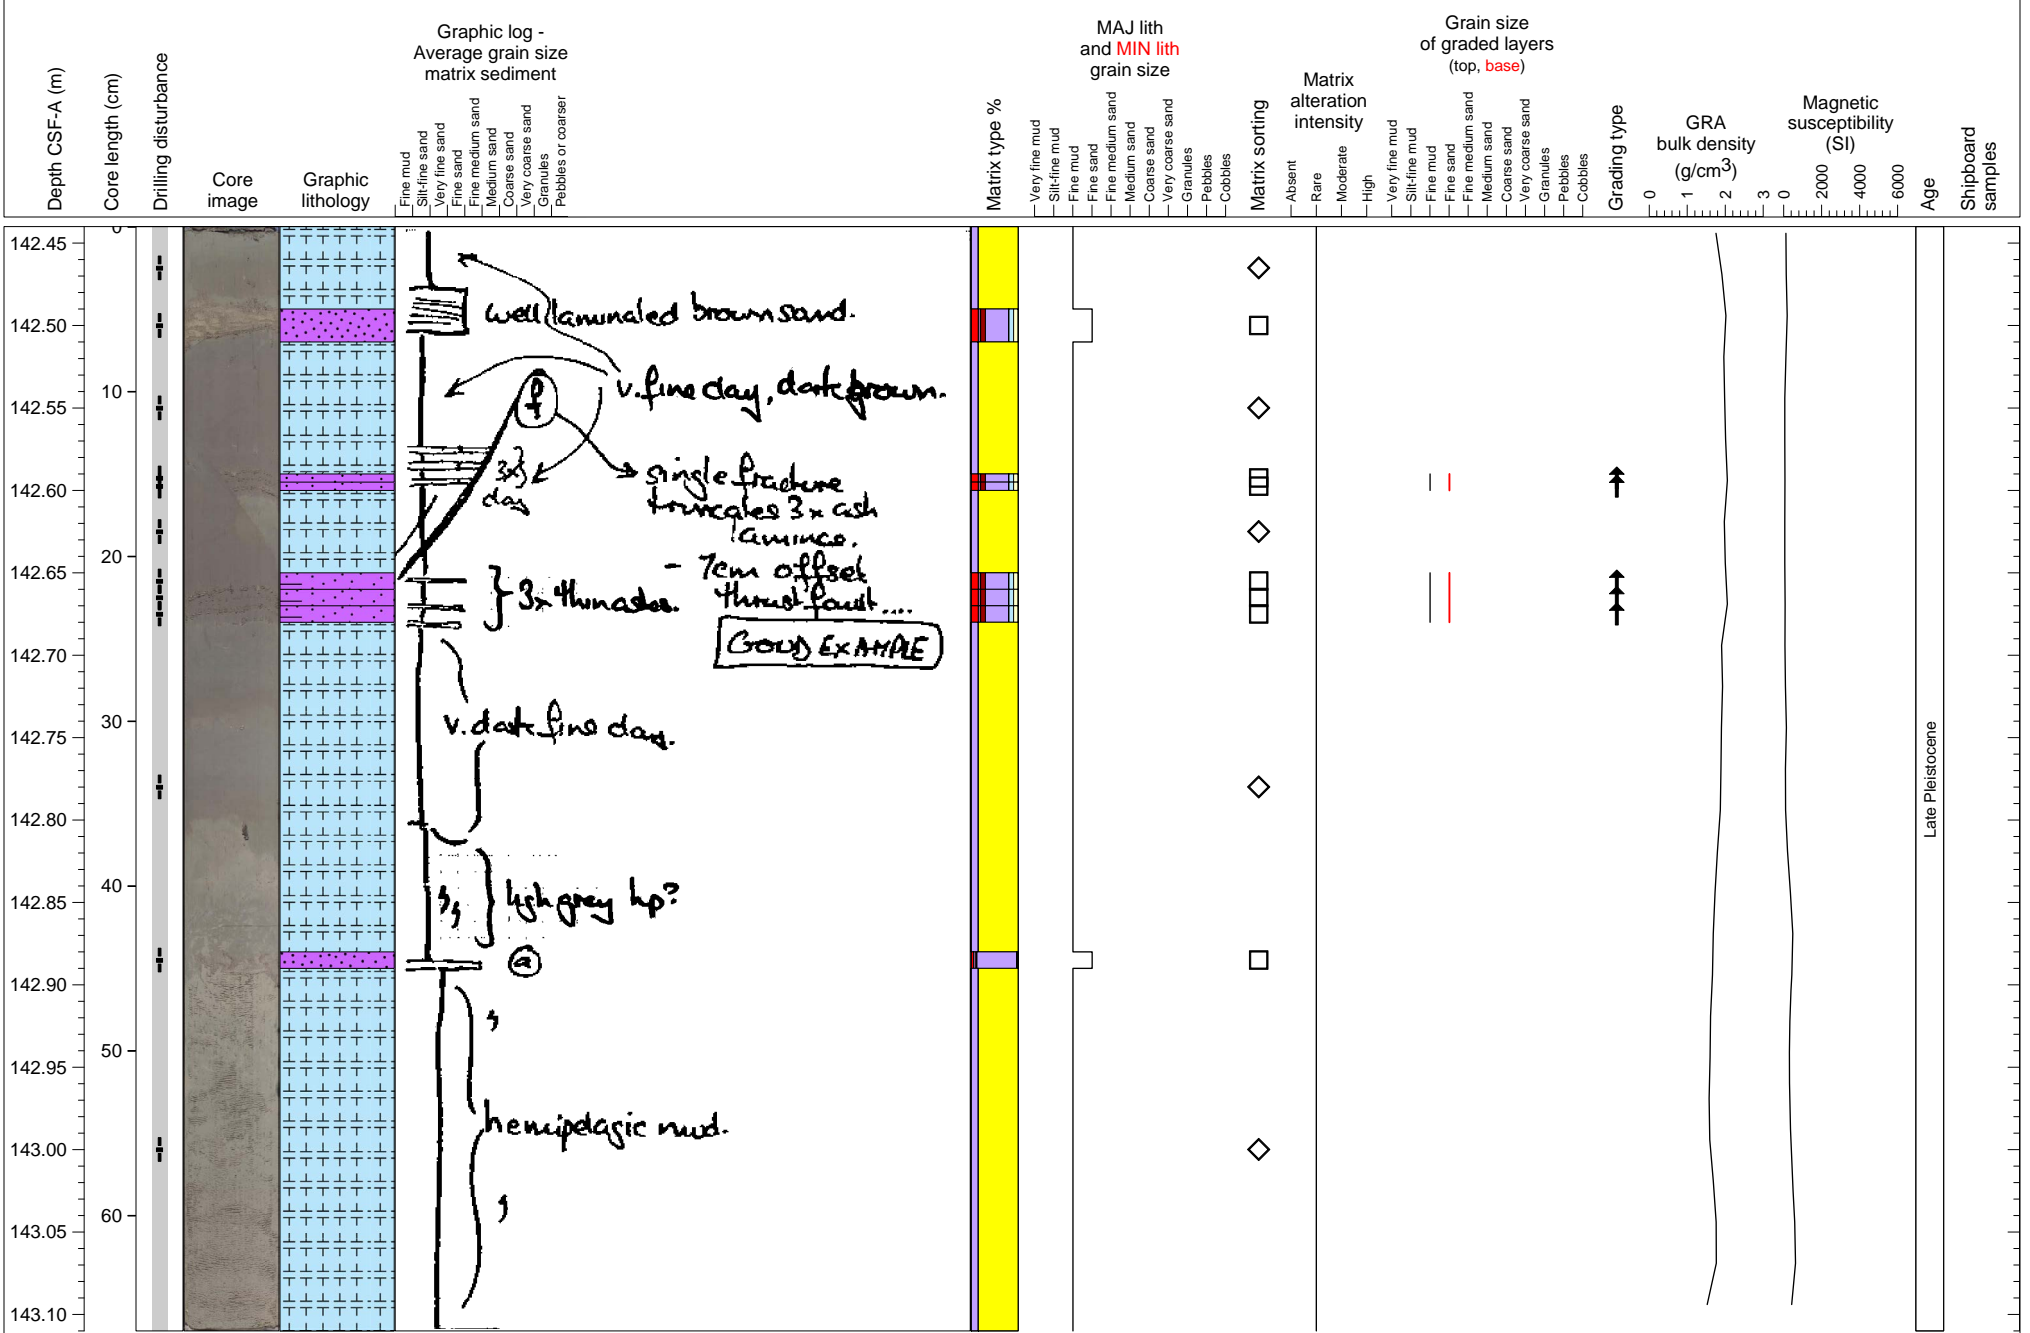 Depth CSF-A (m)
Core length (cm)
Drilling disturbance
Core
image
Graphic
lithology
Graphic log -
Average grain size
matrix sediment
Fine mud
Silt-fine sand
Very fine sand
Fine sand
Fine medium sand
Medium sand
Coarse sand
Very coarse sand
Granules
Pebbles or coarser
Matrix type %
MAJ lith
and MIN lith
grain size
Very fine mud
Silt-fine mud
Fine mud
Fine sand
Fine medium sand
Medium sand
Coarse sand
Very coarse sand
Granules
Pebbles
Cobbles
Matrix sorting
Matrix
alteration
intensity
Absent
Rare
Moderate
High
Grain size
of graded layers
(top, base)
Very fine mud
Silt-fine mud
Fine mud
Fine sand
Fine medium sand
Medium sand
Coarse sand
Very coarse sand
Granules
Pebbles
Cobbles
Grading type
GRA
bulk density
(g/cm3)
0 1 2 3
Magnetic
susceptibility
(SI)
0 2000 4000 6000
Age
Shipboard
samples
142.45
142.50
142.55
142.60
142.65
142.70
142.75
142.80
142.85
142.90
142.95
143.00
143.05
143.10
0
10
20
30
40
50
60
well laminated brown sand.
v. fine clay, dark brown.
f
3x
clay
single fracture
truncates 3x ash
laminae.
- 7cm offset
thrust fault....
GOOD EXAMPLE
3x thin ashes.
v. dark fine clay.
grey hp?
a
hemipelagic mud.
Late Pleistocene